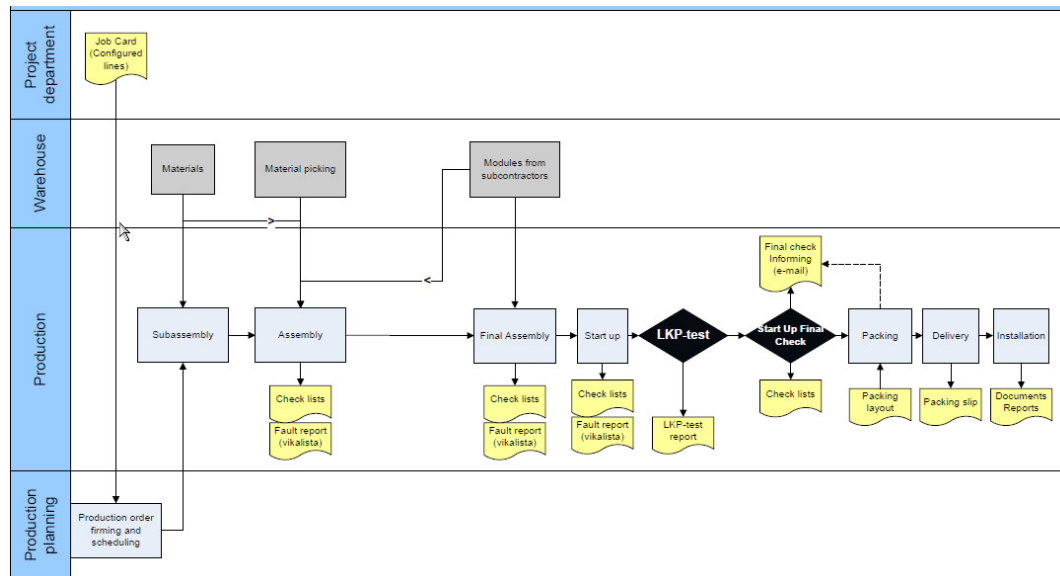 Project
department
Job Card
(Configured
lines)
Warehouse
Materials
Material picking
Modules from
subcontractors
>
<
Production
Final check
Informing
(e-mail)
Subassembly
Assembly
Final Assembly
Start up
LKP-test
Start Up Final
Check
Packing
Delivery
Installation
Check lists
Fault report
(vikalista)
Check lists
Fault report
(vikalista)
Check lists
Fault report
(vikalista)
LKP-test
report
Check lists
Packing
layout
Packing slip
Documents
Reports
Production
planning
Production order
firming and
scheduling